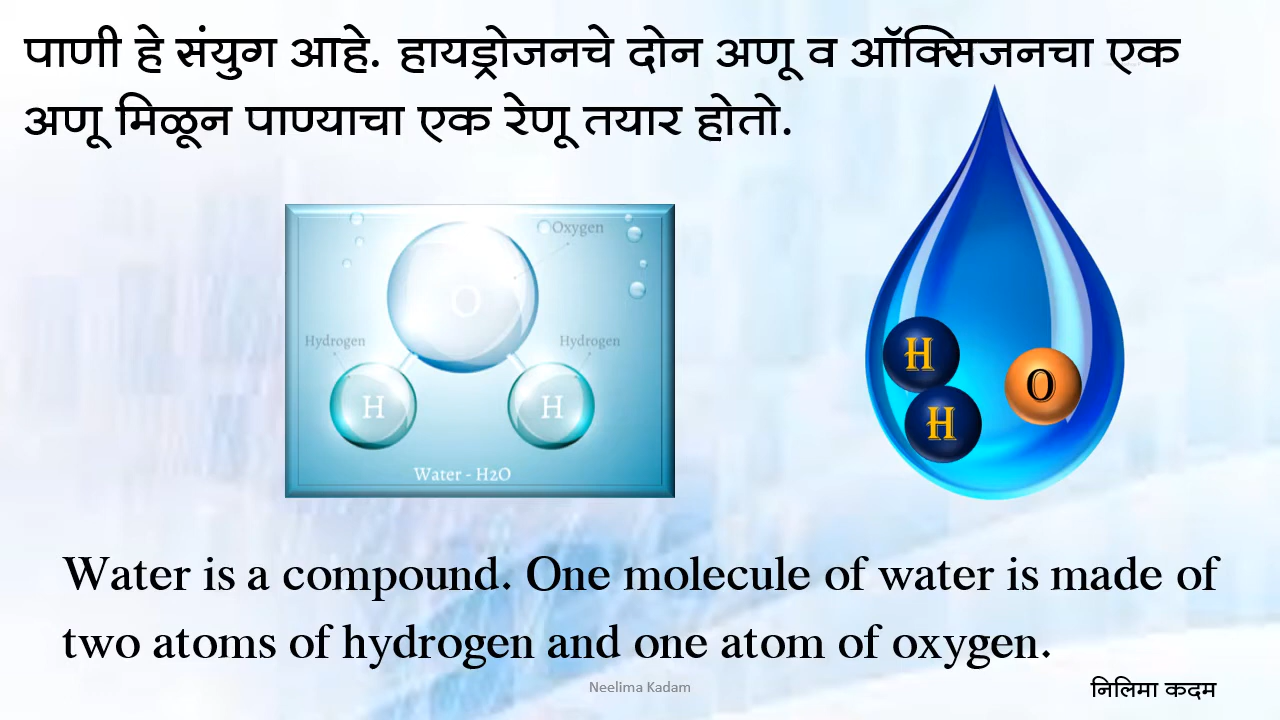 पाणी हे संयुग आहे. हायड्रोजनचे दोन अणू व ऑक्सिजनचा एक
अणू मिळून पाण्याचा एक रेणू तयार होतो.
Oxygen
O
Hydrogen
Hydrogen
H
H
Water - H2O
H
O
H
Water is a compound. One molecule of water is made of
two atoms of hydrogen and one atom of oxygen.
Neelima Kadam
निलिमा कदम